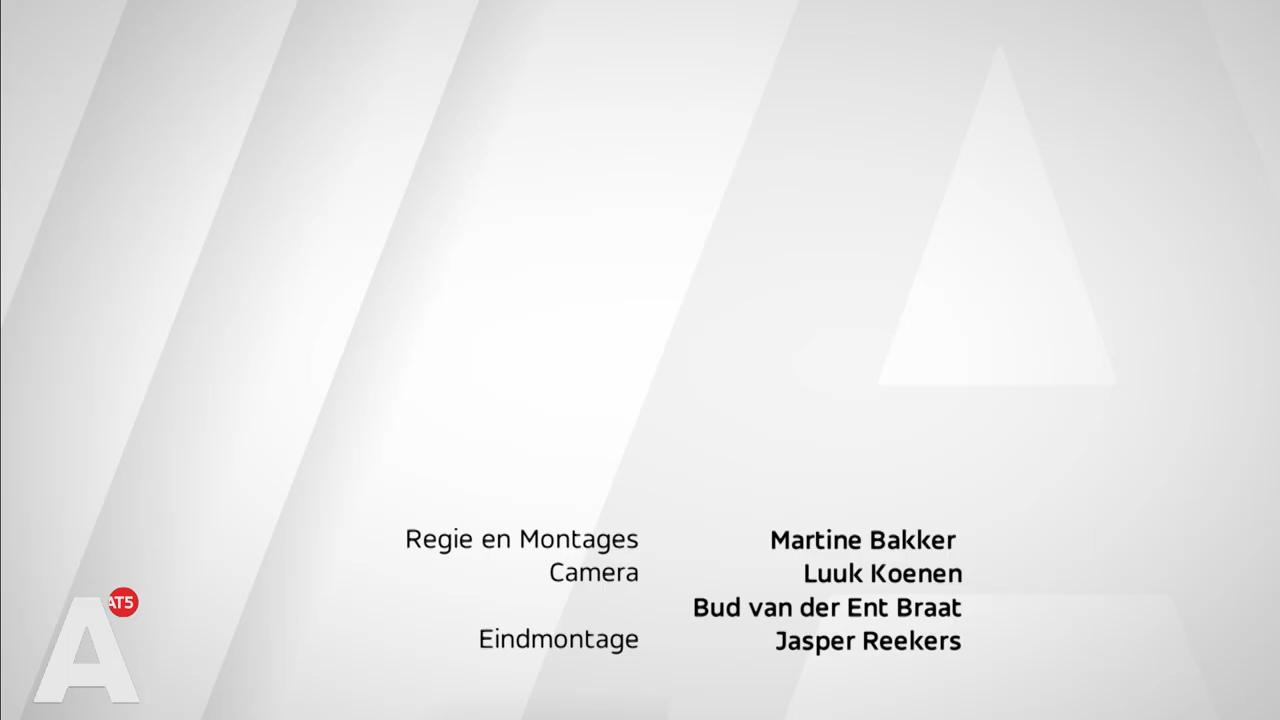 Regie en Montages Martine Bakker
Camera Luuk Koenen
Bud van der Ent Braat
Eindmontage Jasper Reekers
A AT5